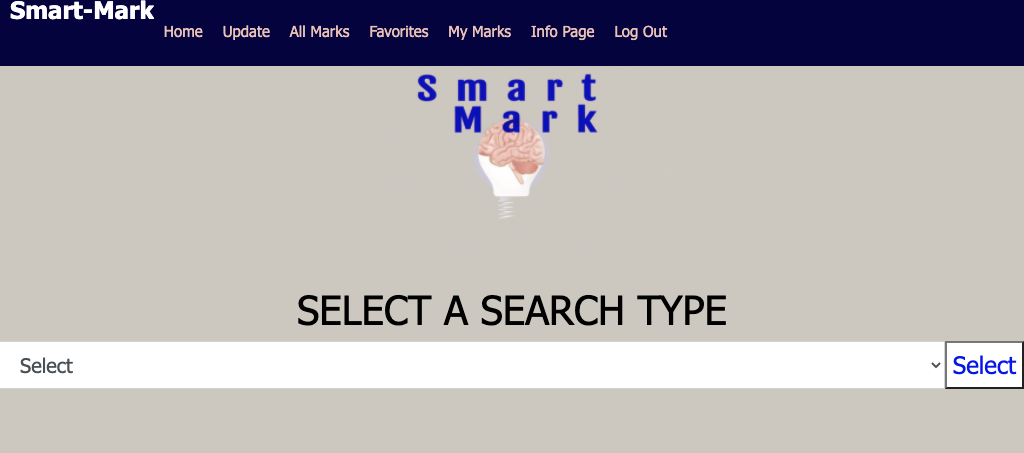 Smart-Mark
Home Update All Marks Favorites My Marks Info Page Log Out
Smart
Mark
SELECT A SEARCH TYPE
Select Select